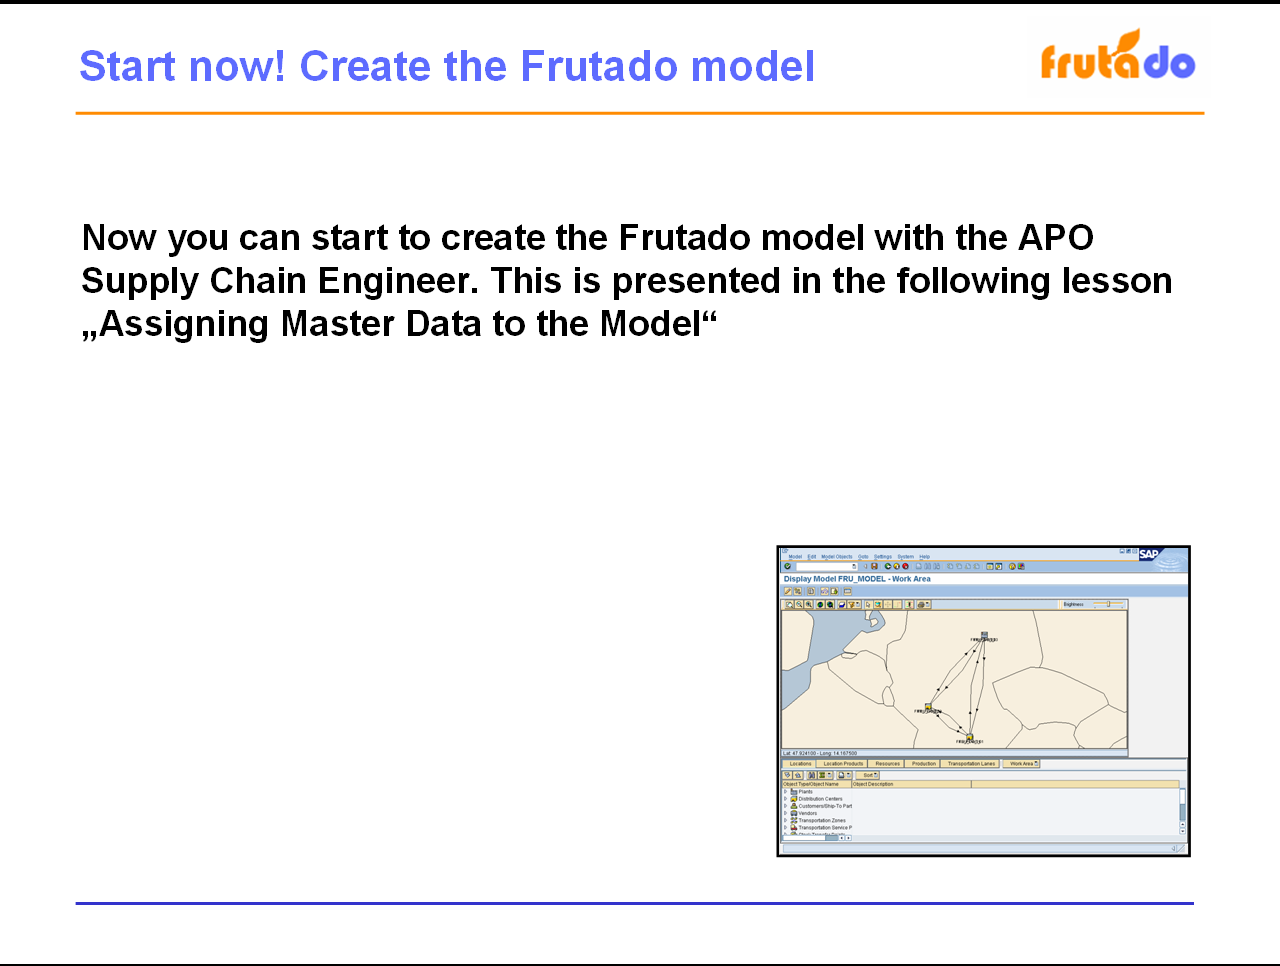 Start now! Create the Frutado model
frutado
Now you can start to create the Frutado model with the APO
Supply Chain Engineer. This is presented in the following lesson
„Assigning Master Data to the Model“
Model Edit Model Objects Goto Settings System Help
SAP
Display Model FRU_MODEL - Work Area
Brightness
Lat: 47.924100 - Long: 14.167500
Locations Location Products Resources Production Transportation Lanes Work Area
Sort
Object Type/Object Name Object Description
Plants
Distribution Centers
Customers/Ship-To Part
Vendors
Transportation Zones
Transportation Service P